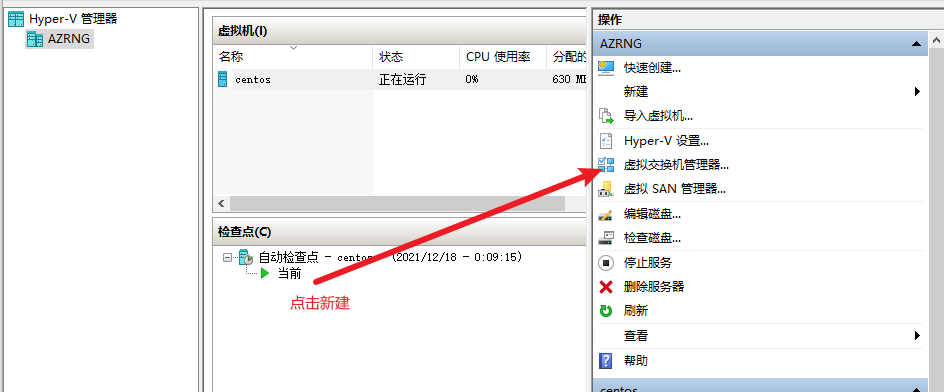 Hyper-V 管理器
AZRNG
虚拟机(I)
名称 状态 CPU 使用率 分配的
centos 正在运行 0% 630 MB
检查点(C)
自动检查点 - centos (2021/12/18 - 0:09:15)
当前
点击新建
操作
AZRNG
快速创建...
新建
导入虚拟机...
Hyper-V 设置...
虚拟交换机管理器...
虚拟 SAN 管理器...
编辑磁盘...
检查磁盘...
停止服务
删除服务器
刷新
查看
帮助
centos